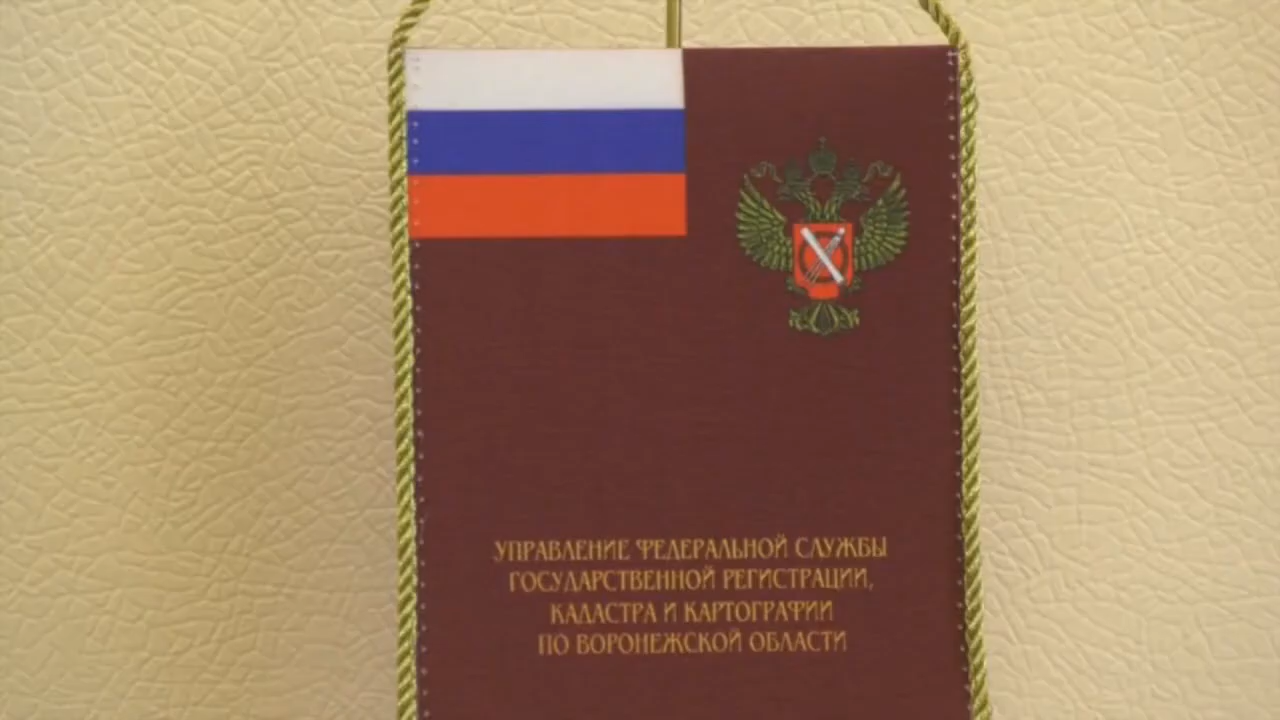 УПРАВЛЕНИЕ ФЕДЕРАЛЬНОЙ СЛУЖБЫ
ГОСУДАРСТВЕННОЙ РЕГИСТРАЦИИ,
КАДАСТРА И КАРТОГРАФИИ
ПО ВОРОНЕЖСКОЙ ОБЛАСТИ